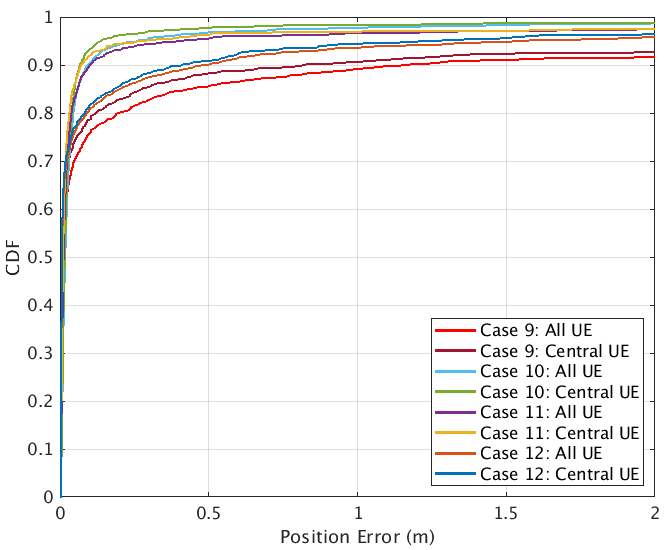 1
0.9
0.8
0.7
0.6
0.5
0.4
0.3
0.2
0.1
0
CDF
Case 9: All UE
Case 9: Central UE
Case 10: All UE
Case 10: Central UE
Case 11: All UE
Case 11: Central UE
Case 12: All UE
Case 12: Central UE
0 0.5 1 1.5 2
Position Error (m)